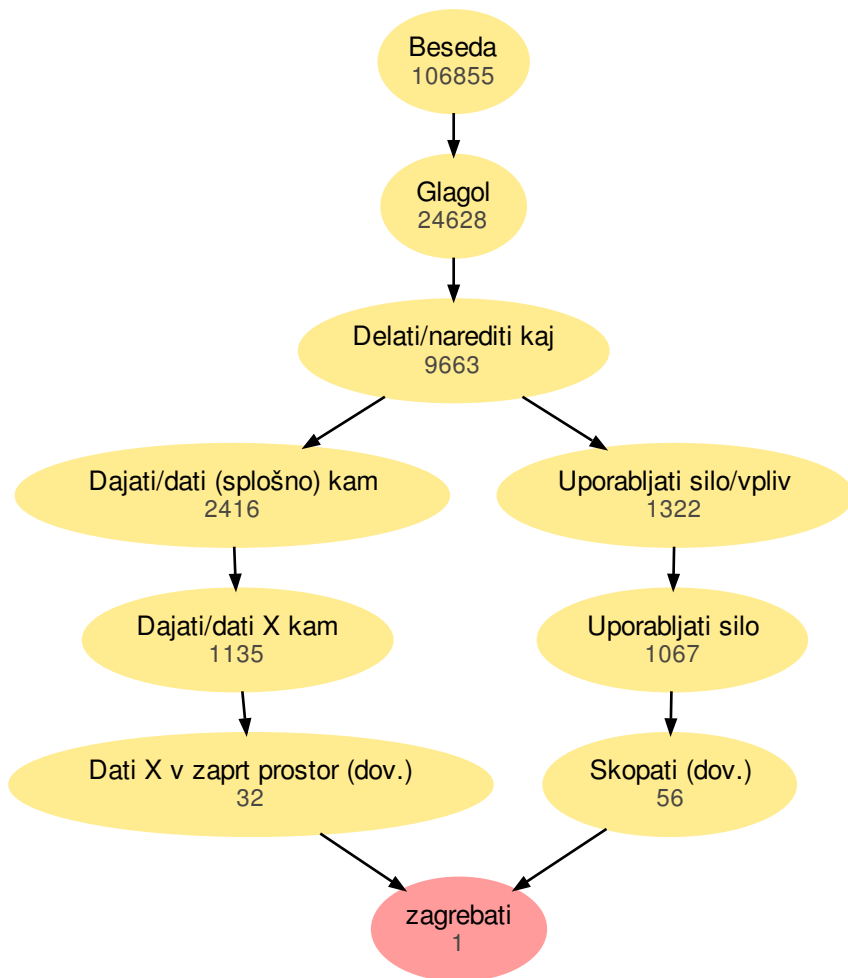 Beseda
106855
Glagol
24628
Delati/narediti kaj
9663
Dajati/dati (splošno) kam
2416
Uporabljati silo/vpliv
1322
Dajati/dati X kam
1135
Uporabljati silo
1067
Dati X v zaprt prostor (dov.)
32
Skopati (dov.)
56
zagrebati
1